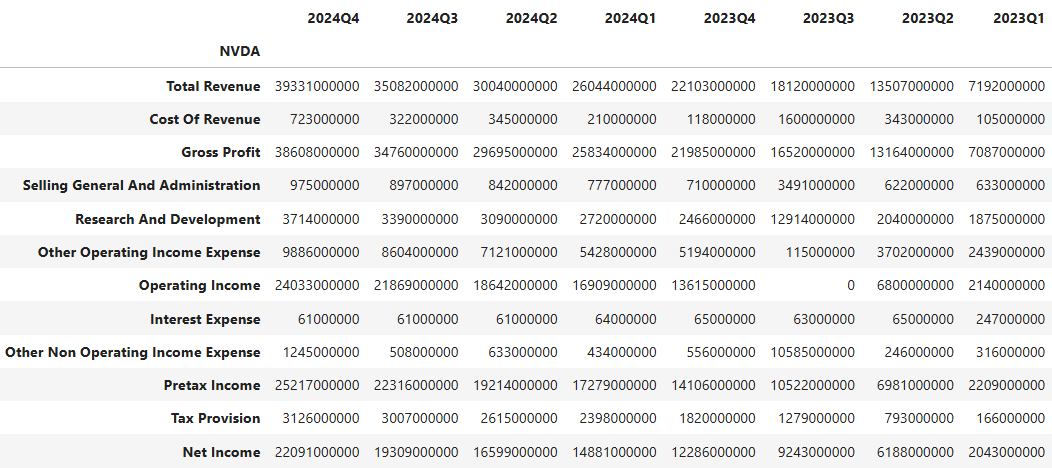 2024Q4 2024Q3 2024Q2 2024Q1 2023Q4 2023Q3 2023Q2 2023Q1
NVDA
Total Revenue 39331000000 35082000000 30040000000 26044000000 22103000000 18120000000 13507000000 7192000000
Cost Of Revenue 723000000 322000000 345000000 210000000 118000000 1600000000 343000000 105000000
Gross Profit 38608000000 34760000000 29695000000 25834000000 21985000000 16520000000 13164000000 7087000000
Selling General And Administration 975000000 897000000 842000000 777000000 710000000 3491000000 622000000 633000000
Research And Development 3714000000 3390000000 3090000000 2720000000 2466000000 12914000000 2040000000 1875000000
Other Operating Income Expense 9886000000 8604000000 7121000000 5428000000 5194000000 115000000 3702000000 2439000000
Operating Income 24033000000 21869000000 18642000000 16909000000 13615000000 0 6800000000 2140000000
Interest Expense 61000000 61000000 61000000 64000000 65000000 63000000 65000000 247000000
Other Non Operating Income Expense 1245000000 508000000 633000000 434000000 556000000 10585000000 246000000 316000000
Pretax Income 25217000000 22316000000 19214000000 17279000000 14106000000 10522000000 6981000000 2209000000
Tax Provision 3126000000 3007000000 2615000000 2398000000 1820000000 1279000000 793000000 166000000
Net Income 22091000000 19309000000 16599000000 14881000000 12286000000 9243000000 6188000000 2043000000